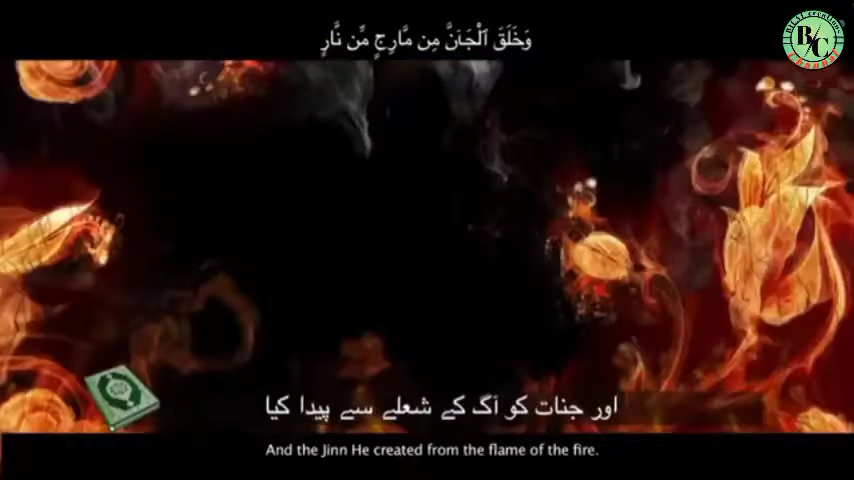 وَخَلَقَ ٱلْجَآنَّ مِن مَّارِجٍ مِّن نَّارٍ
B/C
اور جنات کو آگ کے شعلے سے پیدا کیا
And the Jinn He created from the flame of the fire.